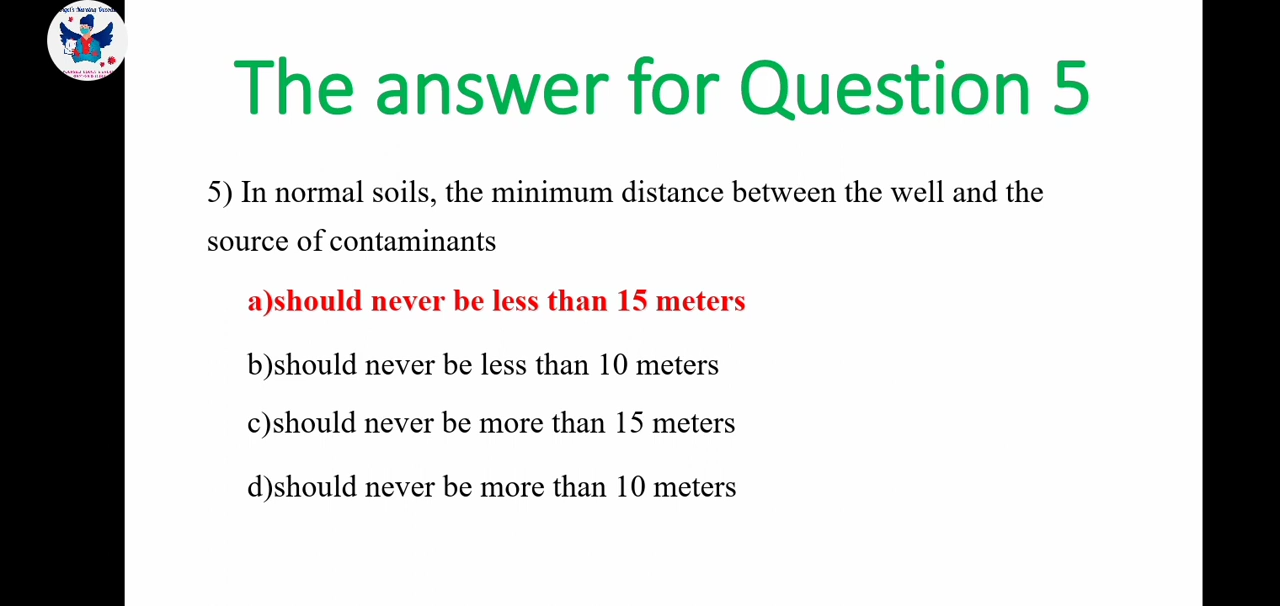 The answer for Question 5
5) In normal soils, the minimum distance between the well and the
source of contaminants
a)should never be less than 15 meters
b)should never be less than 10 meters
c)should never be more than 15 meters
d)should never be more than 10 meters